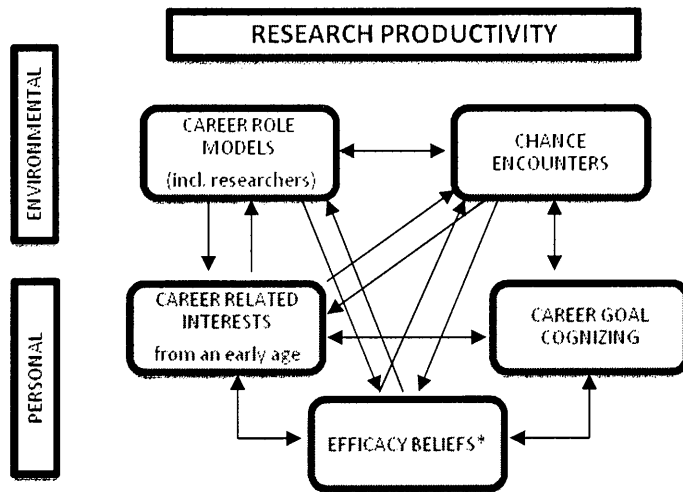 RESEARCH PRODUCTIVITY
ENVIRONMENTAL
CAREER ROLE
MODELS
(incl. researchers)
CHANCE
ENCOUNTERS
PERSONAL
CAREER RELATED
INTERESTS
from an early age
CAREER GOAL
COGNIZING
EFFICACY BELIEFS*